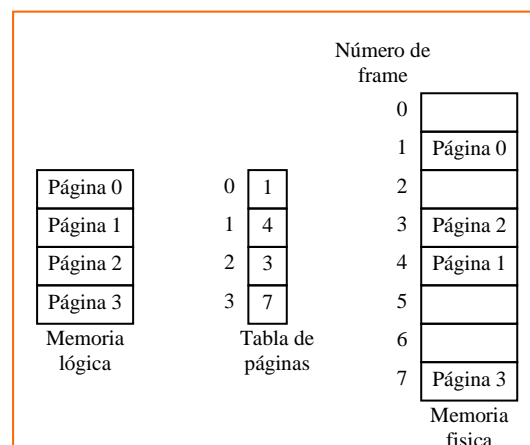 Número de
frame
0
1 Página 0
2
3 Página 2
4 Página 1
5
6
7 Página 3
Memoria
fisica
Página 0
Página 1
Página 2
Página 3
Memoria
lógica
0 1
1 4
2 3
3 7
Tabla de
páginas